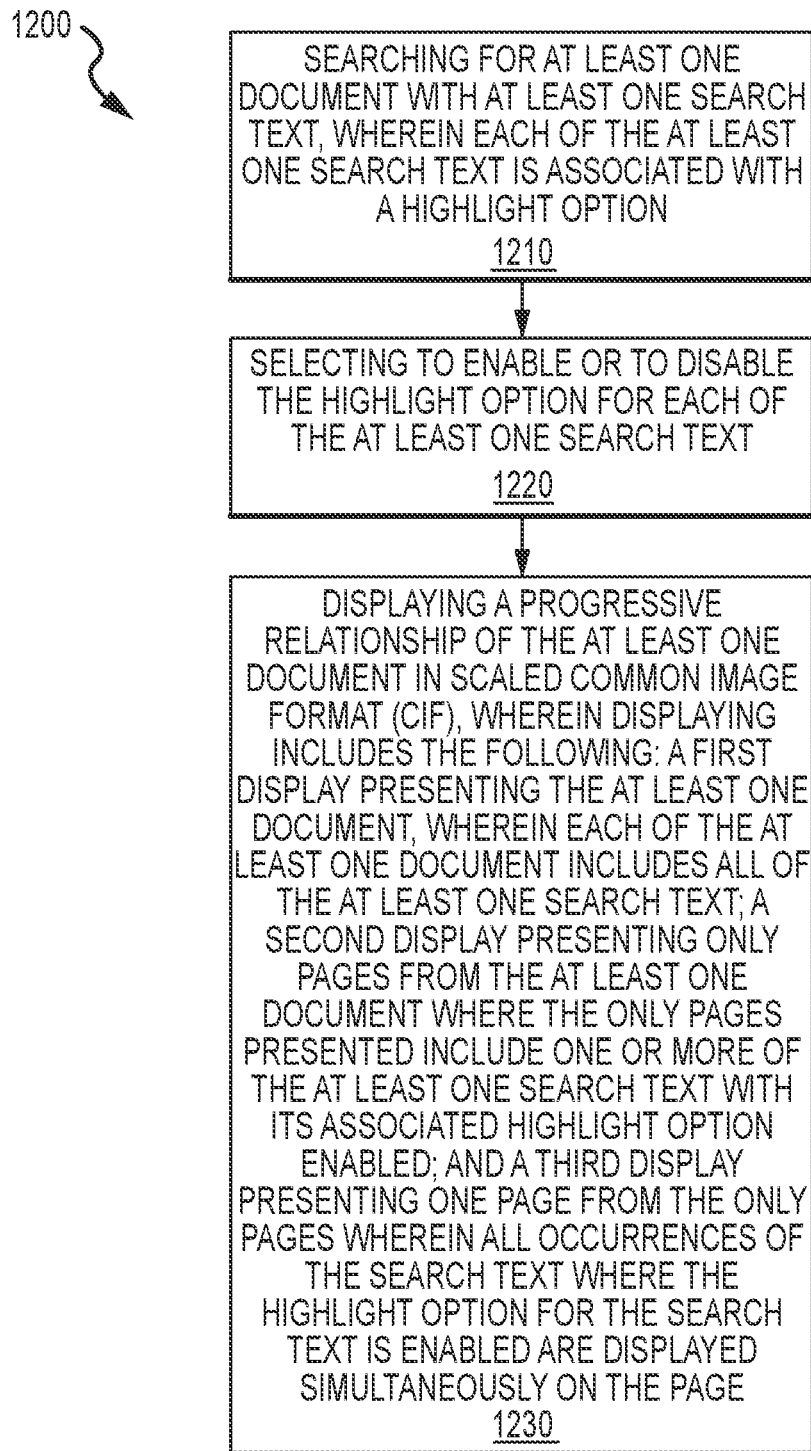 1200
SEARCHING FOR AT LEAST ONE
DOCUMENT WITH AT LEAST ONE SEARCH
TEXT, WHEREIN EACH OF THE AT LEAST
ONE SEARCH TEXT IS ASSOCIATED WITH
A HIGHLIGHT OPTION
1210
SELECTING TO ENABLE OR TO DISABLE
THE HIGHLIGHT OPTION FOR EACH OF
THE AT LEAST ONE SEARCH TEXT
1220
DISPLAYING A PROGRESSIVE
RELATIONSHIP OF THE AT LEAST ONE
DOCUMENT IN SCALED COMMON IMAGE
FORMAT (CIF), WHEREIN DISPLAYING
INCLUDES THE FOLLOWING: A FIRST
DISPLAY PRESENTING THE AT LEAST ONE
DOCUMENT, WHEREIN EACH OF THE AT
LEAST ONE DOCUMENT INCLUDES ALL OF
THE AT LEAST ONE SEARCH TEXT; A
SECOND DISPLAY PRESENTING ONLY
PAGES FROM THE AT LEAST ONE
DOCUMENT WHERE THE ONLY PAGES
PRESENTED INCLUDE ONE OR MORE OF
THE AT LEAST ONE SEARCH TEXT WITH
ITS ASSOCIATED HIGHLIGHT OPTION
ENABLED; AND A THIRD DISPLAY
PRESENTING ONE PAGE FROM THE ONLY
PAGES WHEREIN ALL OCCURRENCES OF
THE SEARCH TEXT WHERE THE
HIGHLIGHT OPTION FOR THE SEARCH
TEXT IS ENABLED ARE DISPLAYED
SIMULTANEOUSLY ON THE PAGE
1230